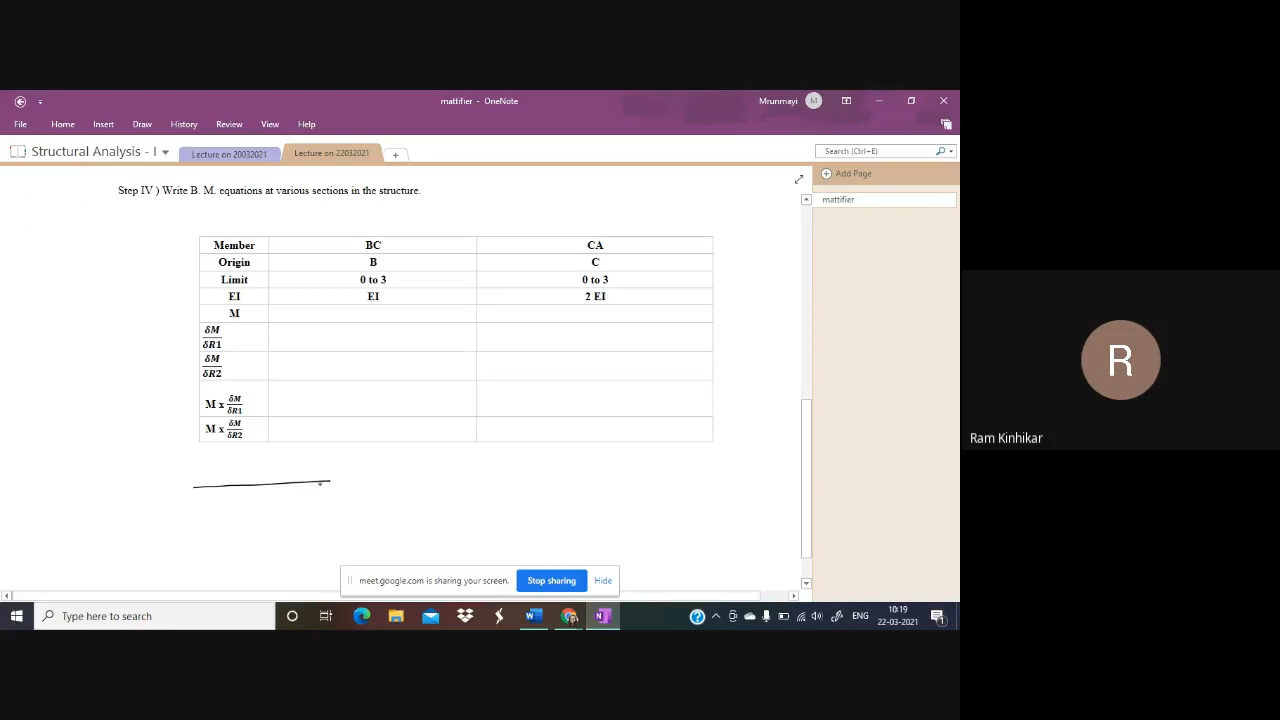 mattifier - OneNote
Mrunmayi M
File Home Insert Draw History Review View Help
Structural Analysis - I Lecture on 20032021 Lecture on 22032021 + Search (Ctrl+E)
Add Page
mattifier
Step IV ) Write B. M. equations at various sections in the structure.
Member BC CA
Origin B C
Limit 0 to 3 0 to 3
EI EI 2 EI
M
δM/δR1
δM/δR2
M x δM/δR1
M x δM/δR2
R
Ram Kinhikar
meet.google.com is sharing your screen. Stop sharing Hide
Type here to search
ENG
10:19
22-03-2021
1